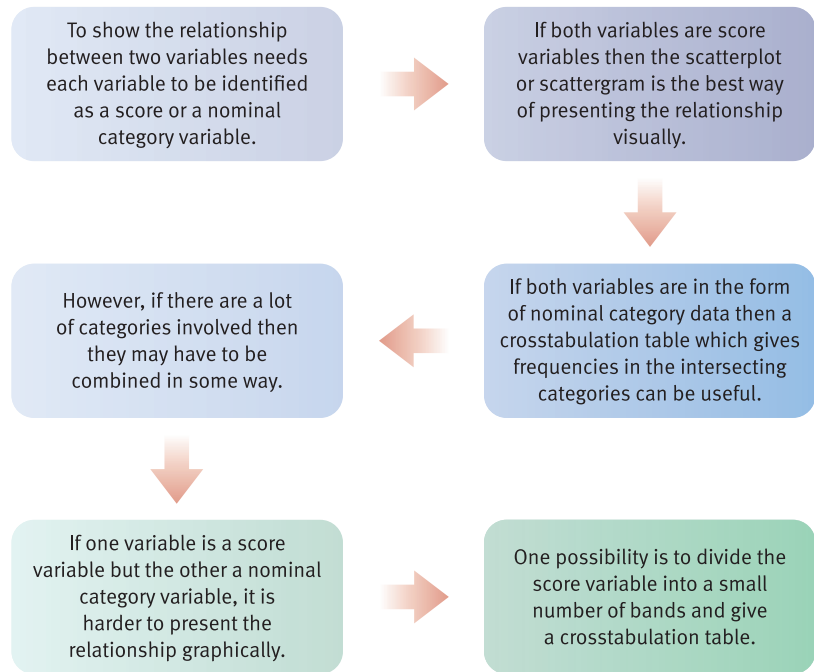 To show the relationship
between two variables needs
each variable to be identified
as a score or a nominal
category variable.
If both variables are score
variables then the scatterplot
or scattergram is the best way
of presenting the relationship
visually.
If both variables are in the form
of nominal category data then a
crosstabulation table which gives
frequencies in the intersecting
categories can be useful.
However, if there are a lot
of categories involved then
they may have to be
combined in some way.
If one variable is a score
variable but the other a nominal
category variable, it is
harder to present the
relationship graphically.
One possibility is to divide the
score variable into a small
number of bands and give
a crosstabulation table.